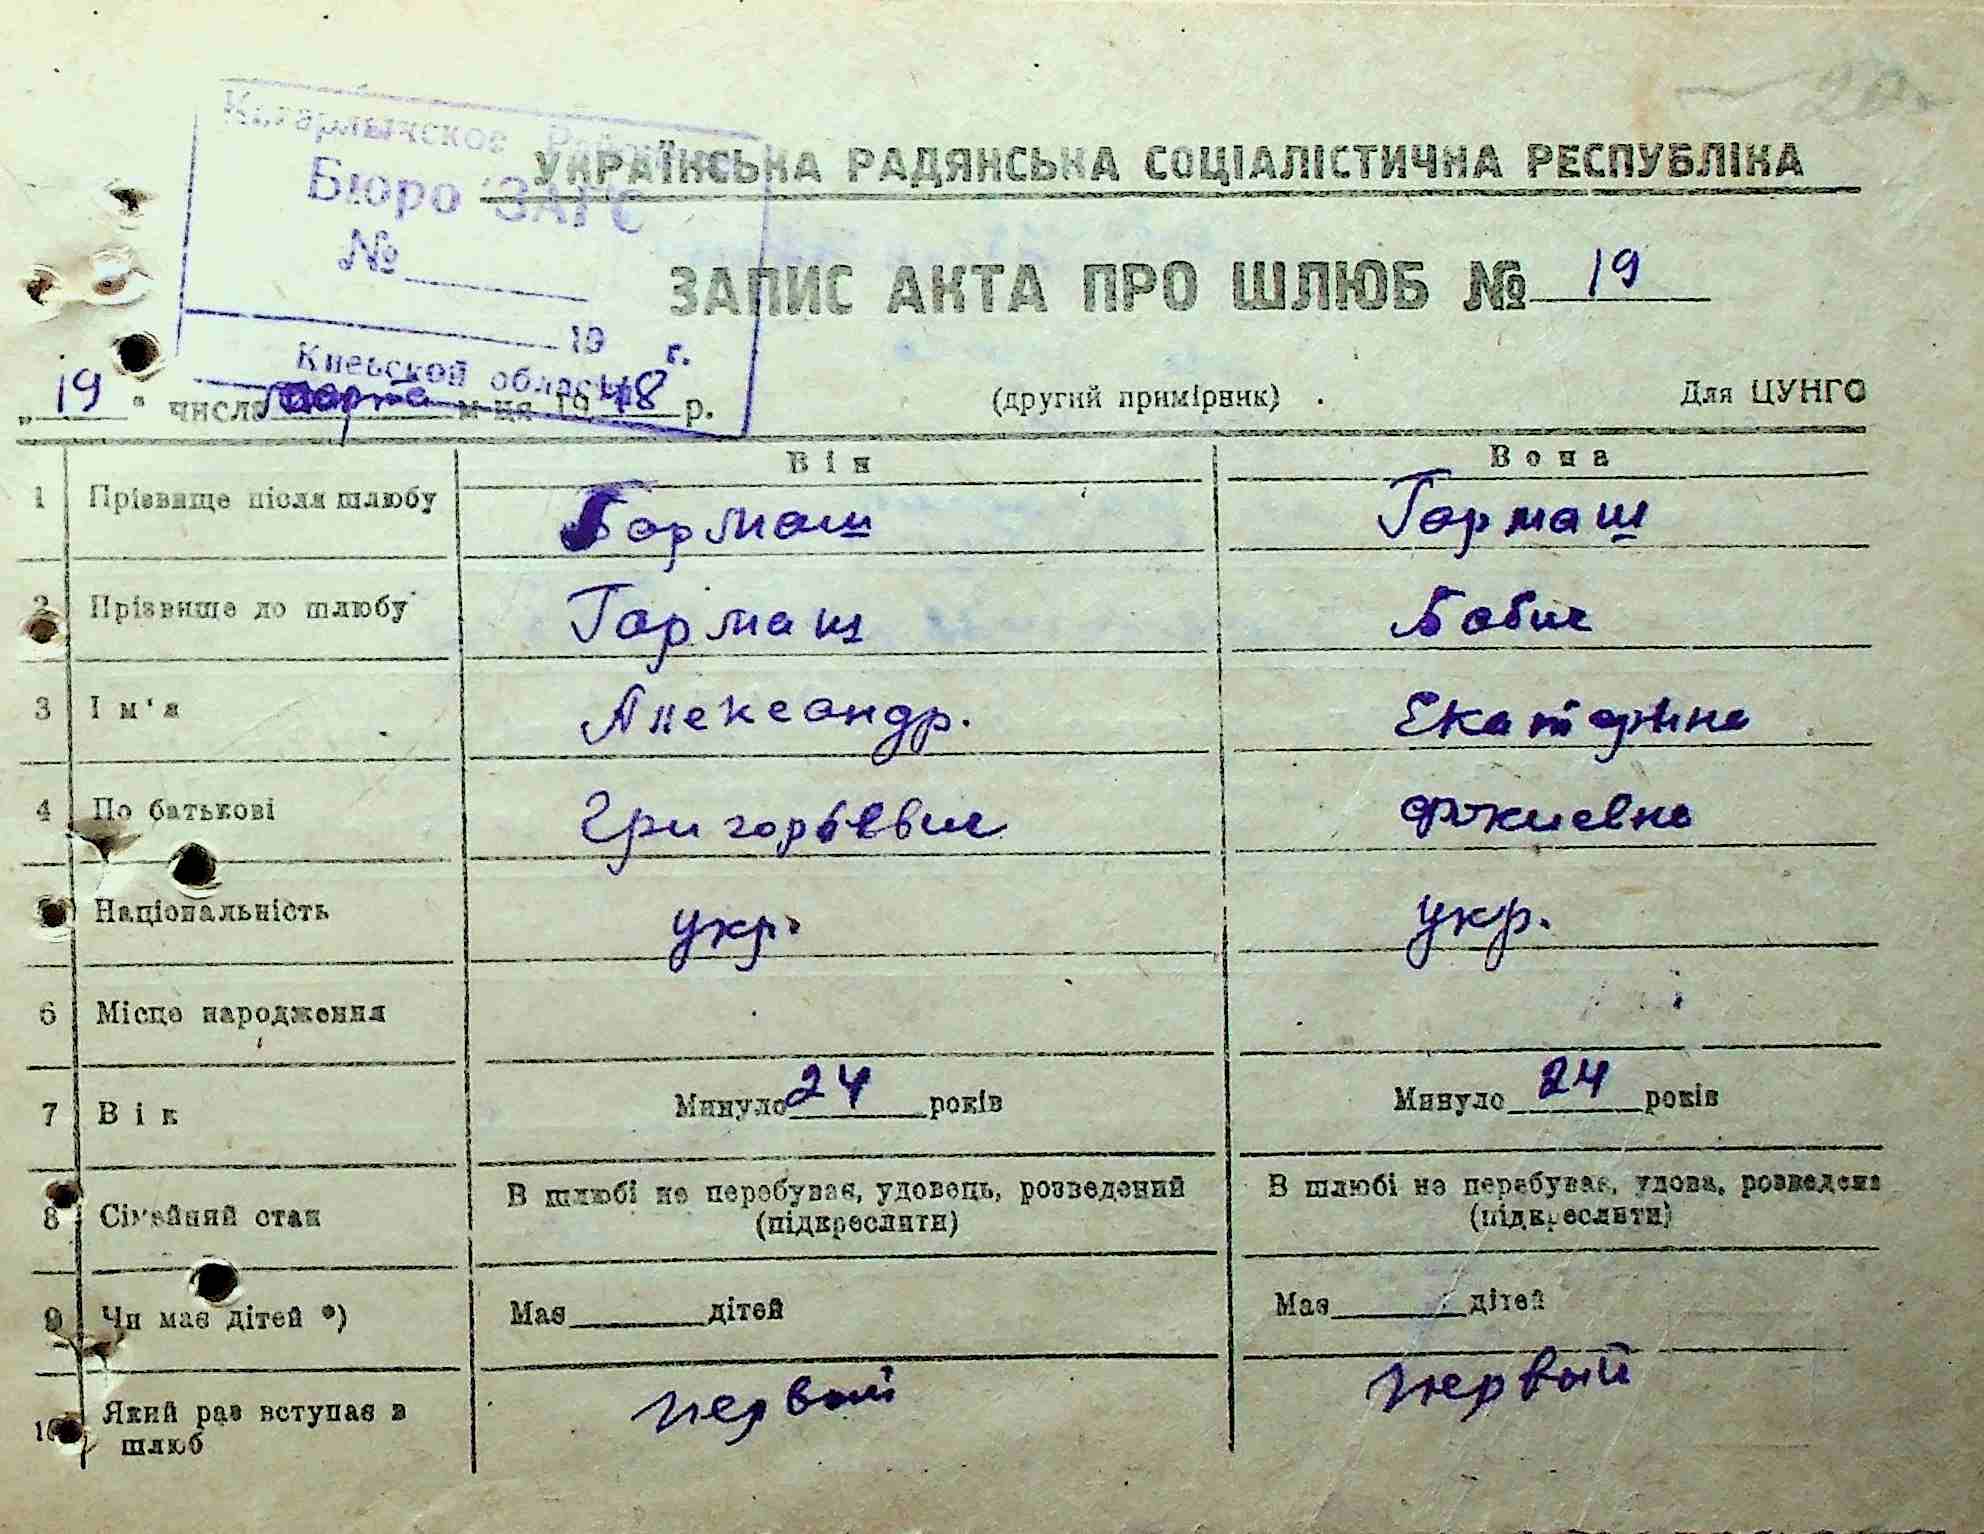 Кагарлычское Район
Бюро ЗАГС
№
19 г.
Киевской области
УКРАЇНСЬКА РАДЯНСЬКА СОЦІАЛІСТИЧНА РЕСПУБЛІКА
ЗАПИС АКТА ПРО ШЛЮБ № 19
„19" числа марта м-ця 1948 р. (другий примірник) Для ЦУНГО
Він Вона
1 Прізвище після шлюбу Гармаш Гармаш
2 Прізвище до шлюбу Гармаш Бабич
3 Ім'я Александр. Екатерина
4 По батькові Григорьевич Фокиевна
Національність укр. укр.
6 Місце народження
7 Вік Минуло 24 років Минуло 24 років
8 Сімейний стан В шлюбі не перебуває, удовець, розведений В шлюбі не перебуває, удова, розведена
(підкреслити) (підкреслити)
9 Чи має дітей *) Має дітей Має дітей
10 Який раз вступає в первый первый
шлюб